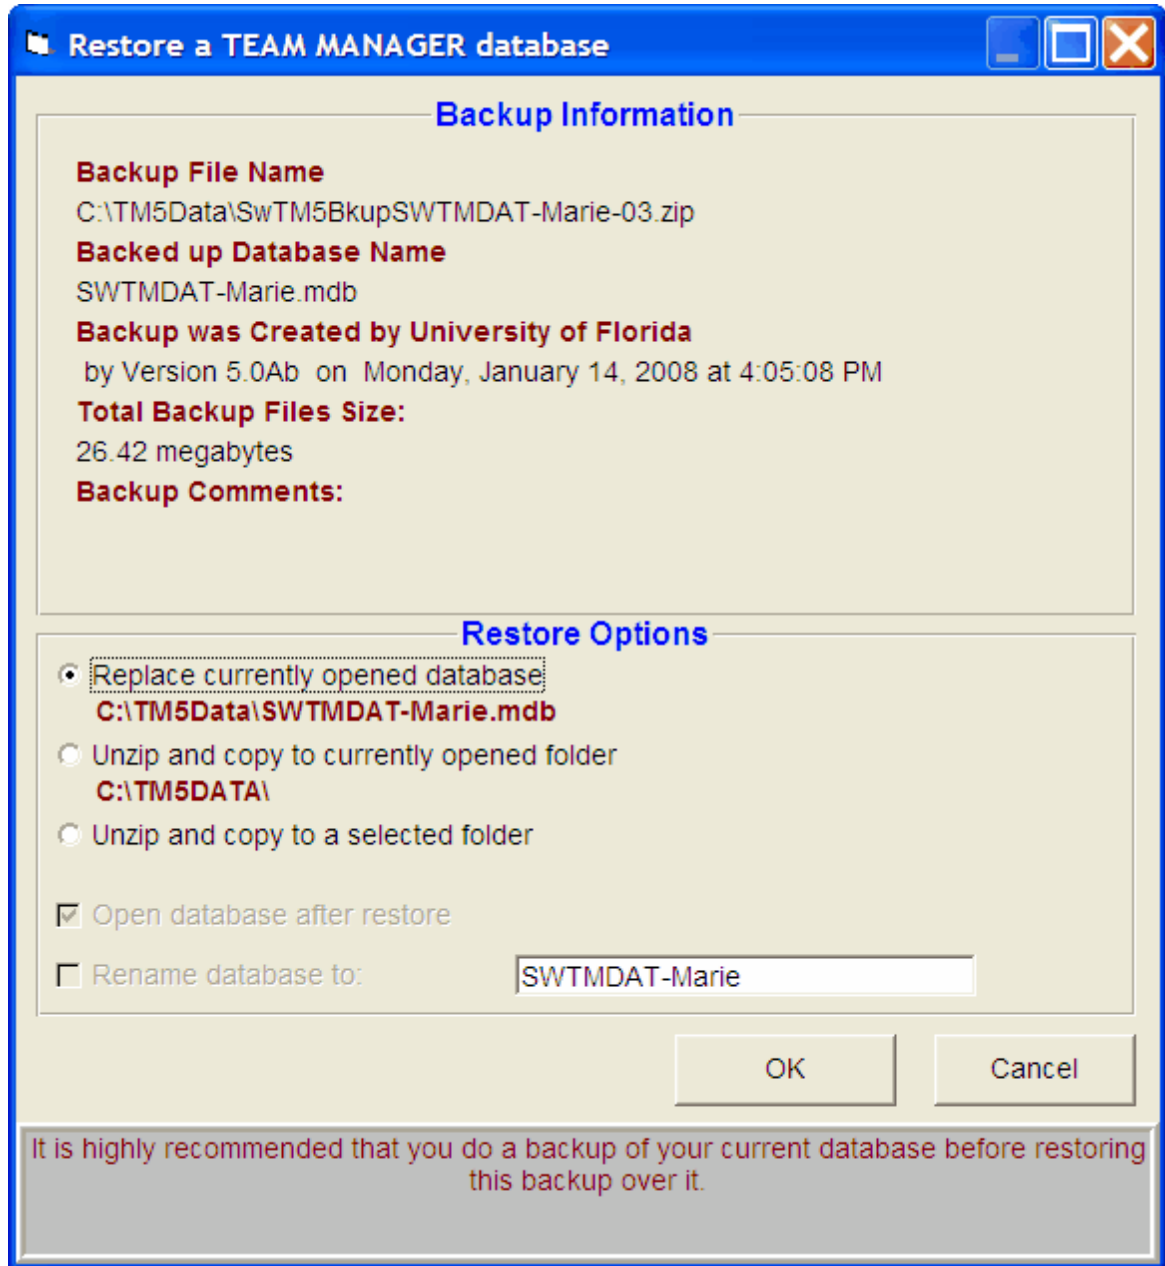 Restore a TEAM MANAGER database
Backup Information
Backup File Name
C:\TM5Data\SwTM5BkupSWTMDAT-Marie-03.zip
Backed up Database Name
SWTMDAT-Marie.mdb
Backup was Created by University of Florida
by Version 5.0Ab on Monday, January 14, 2008 at 4:05:08 PM
Total Backup Files Size:
26.42 megabytes
Backup Comments:
Restore Options
Replace currently opened database
C:\TM5Data\SWTMDAT-Marie.mdb
Unzip and copy to currently opened folder
C:\TM5DATA\
Unzip and copy to a selected folder
Open database after restore
Rename database to: SWTMDAT-Marie
OK Cancel
It is highly recommended that you do a backup of your current database before restoring
this backup over it.